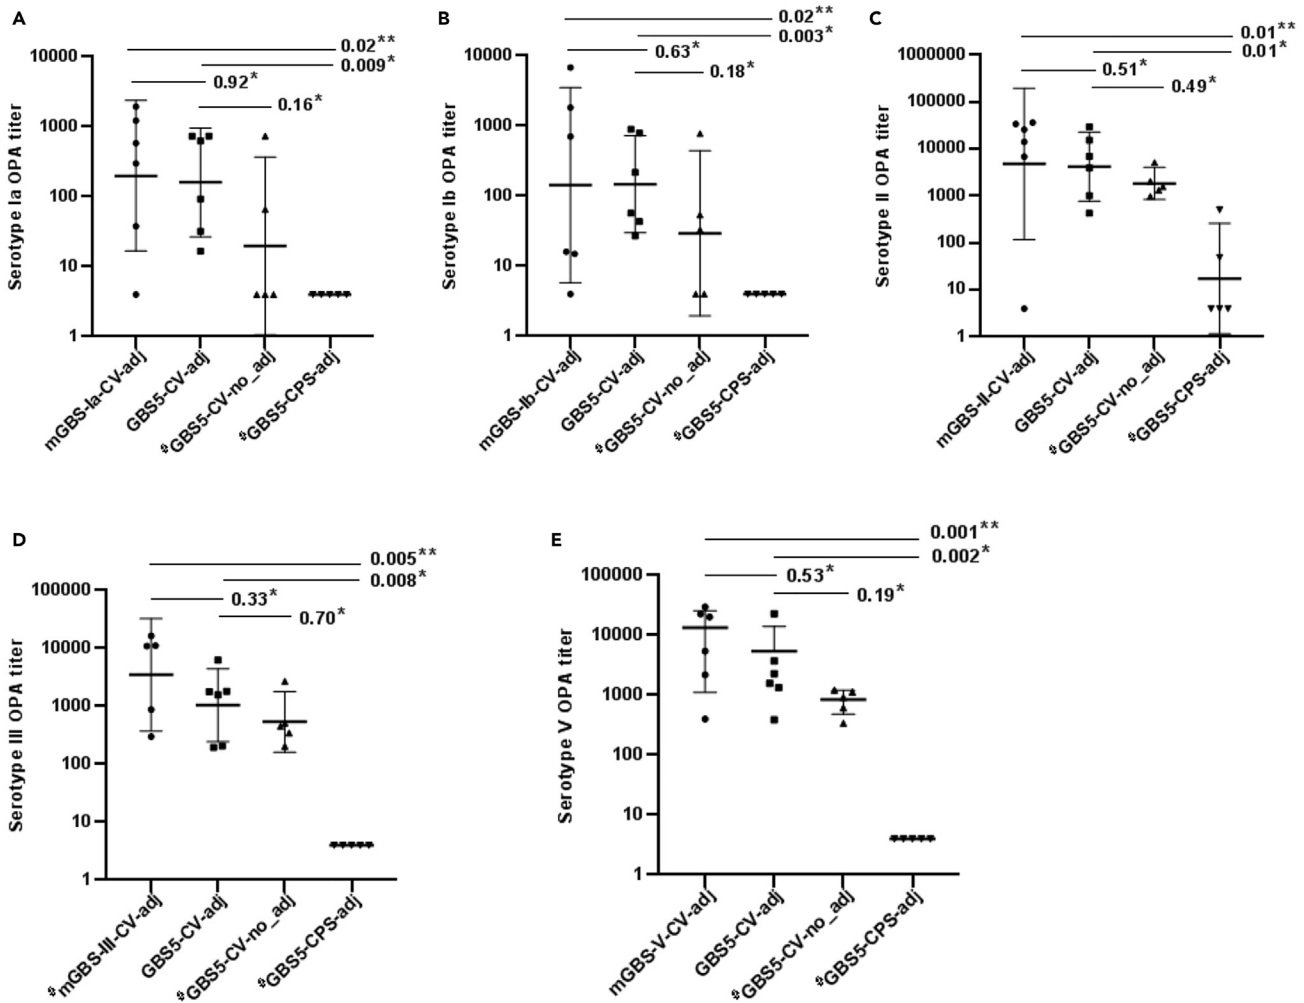 A
0.02**
0.009*
0.92*
0.16*
Serotype Ia OPA titer
10000
1000
100
10
1
mGBS-Ia-CV-adj
GBS5-CV-adj
#GBS5-CV-no_adj
#GBS5-CPS-adj
B
0.02**
0.003*
0.63*
0.18*
Serotype Ib OPA titer
10000
1000
100
10
1
mGBS-Ib-CV-adj
GBS5-CV-adj
#GBS5-CV-no_adj
#GBS5-CPS-adj
C
0.01**
0.01*
0.51*
0.49*
Serotype II OPA titer
1000000
100000
10000
1000
100
10
1
mGBS-II-CV-adj
GBS5-CV-adj
#GBS5-CV-no_adj
#GBS5-CPS-adj
D
0.005**
0.008*
0.33*
0.70*
Serotype III OPA titer
100000
10000
1000
100
10
1
#mGBS-III-CV-adj
GBS5-CV-adj
#GBS5-CV-no_adj
#GBS5-CPS-adj
E
0.001**
0.002*
0.53*
0.19*
Serotype V OPA titer
100000
10000
1000
100
10
1
mGBS-V-CV-adj
GBS5-CV-adj
#GBS5-CV-no_adj
#GBS5-CPS-adj